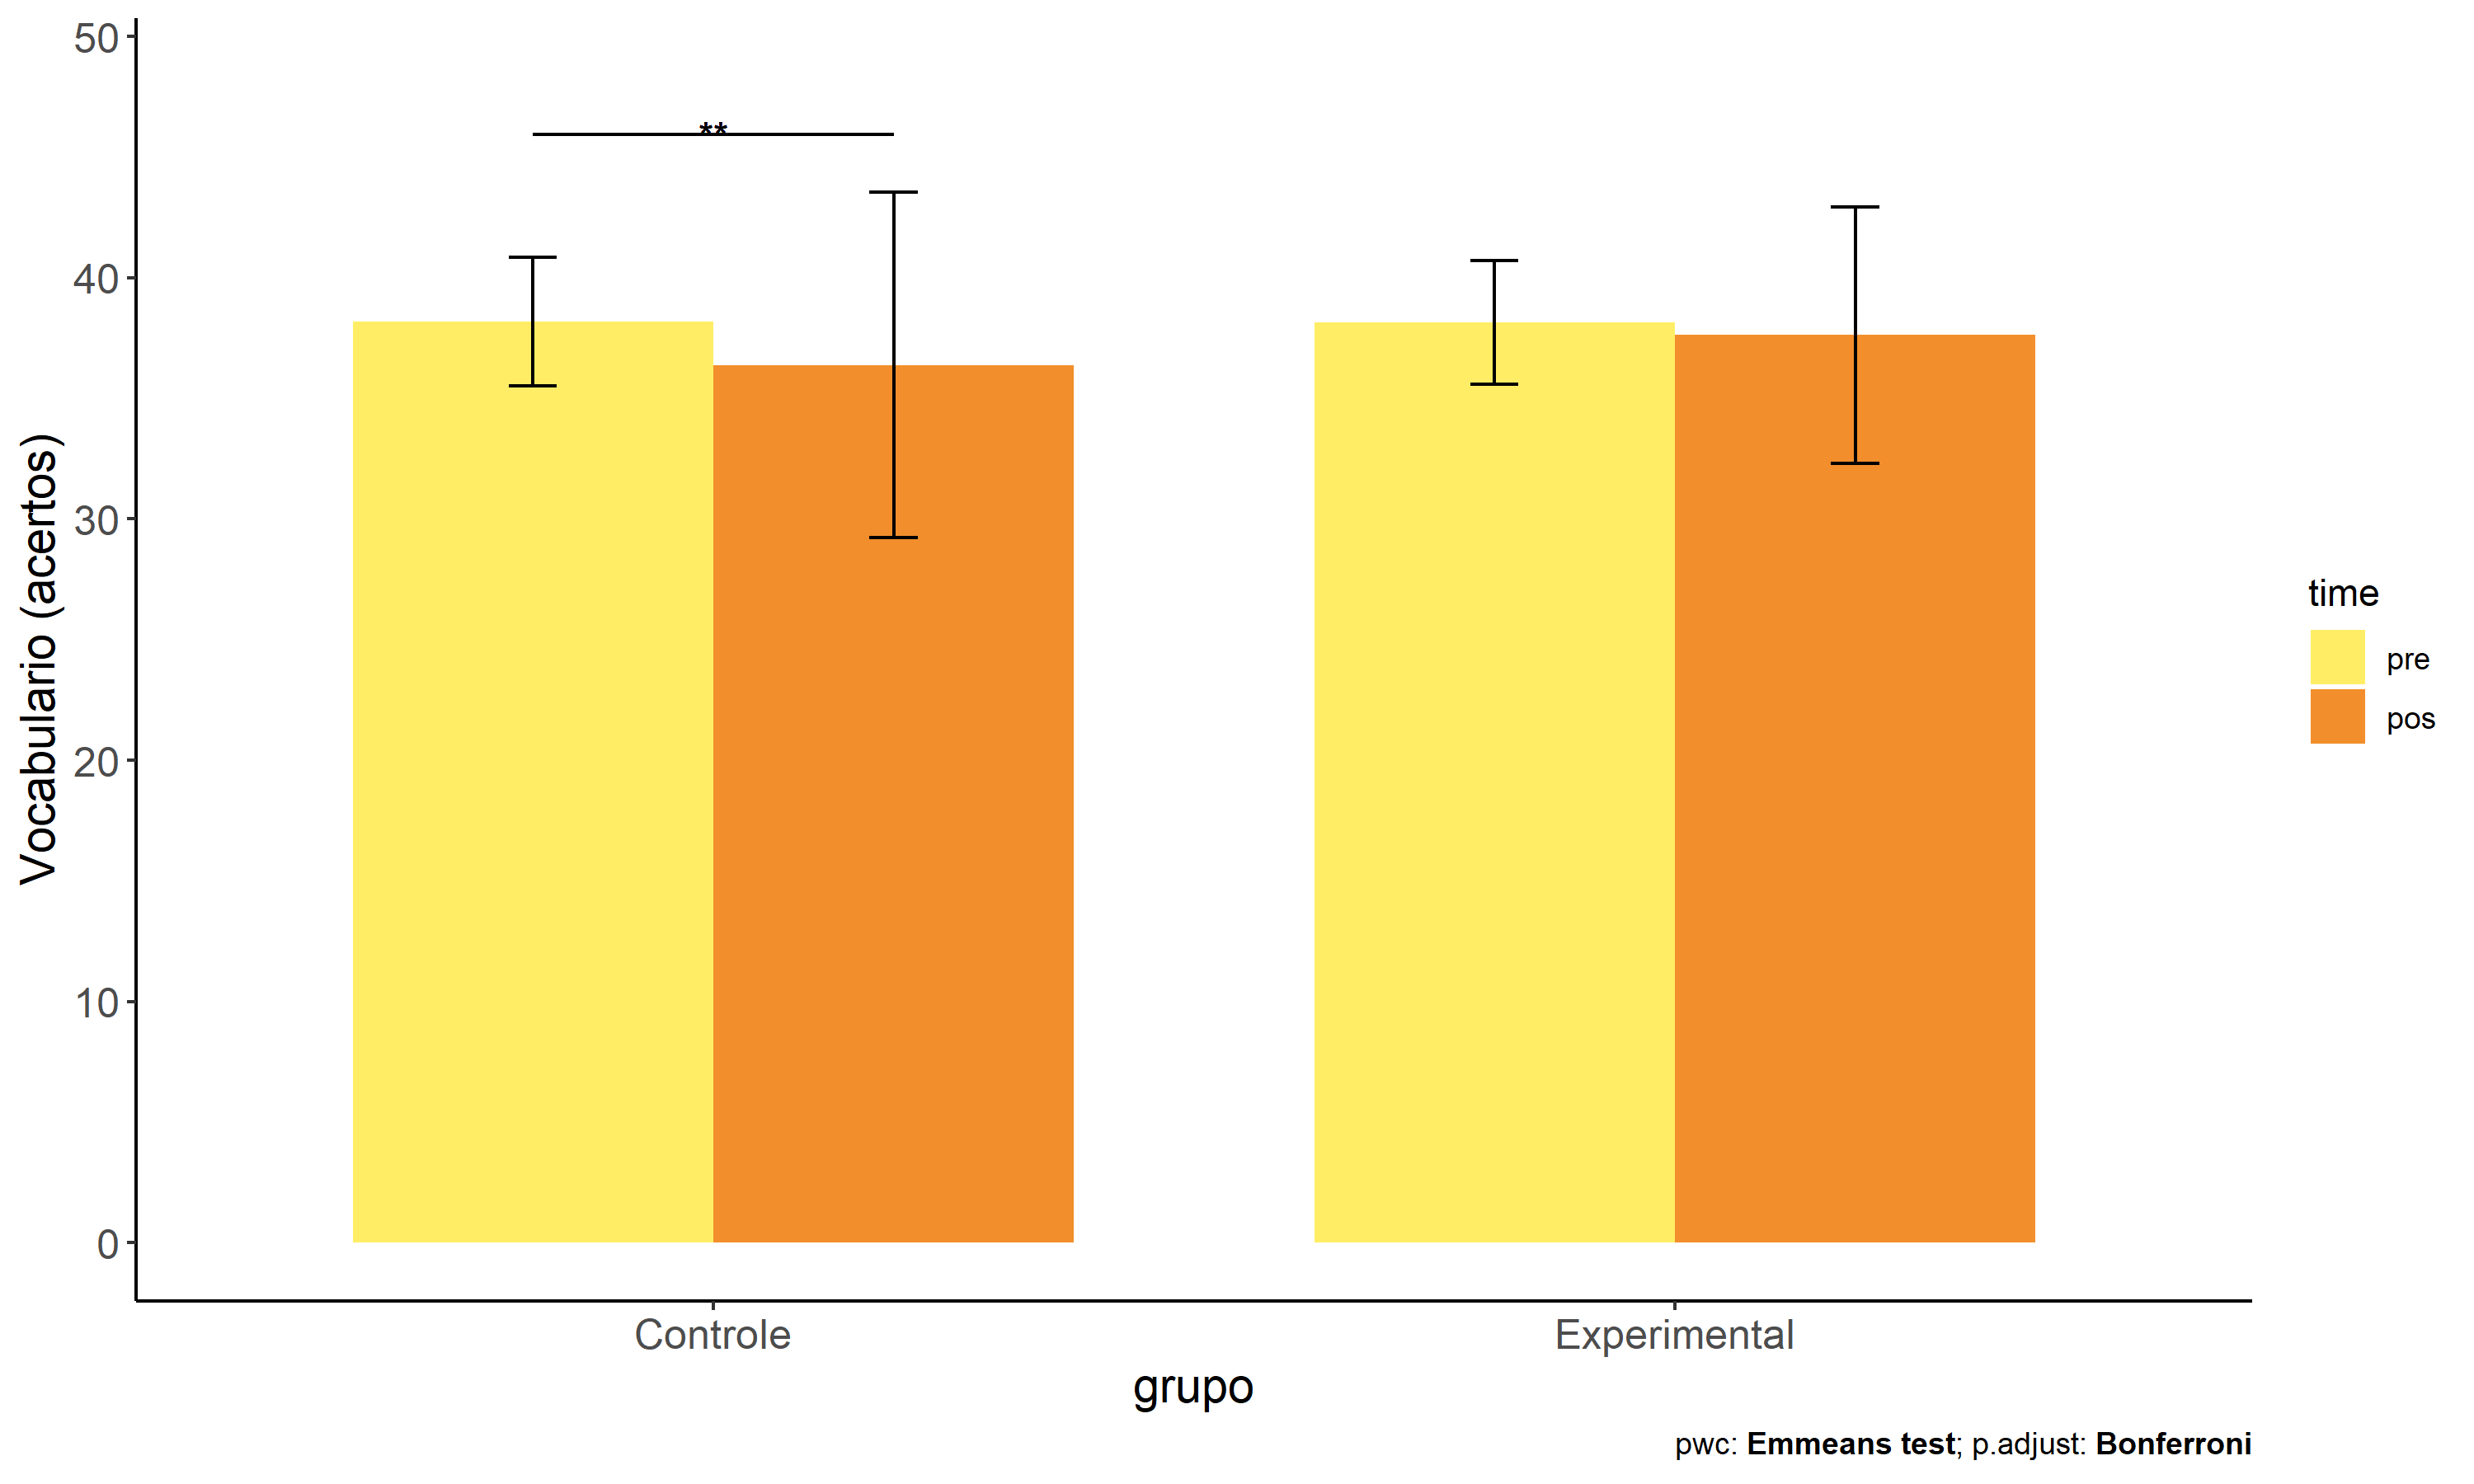 Vocabulario (acertos)
50
40
30
20
10
0
**
Controle
Experimental
grupo
time
pre
pos
pwc: Emmeans test; p.adjust: Bonferroni